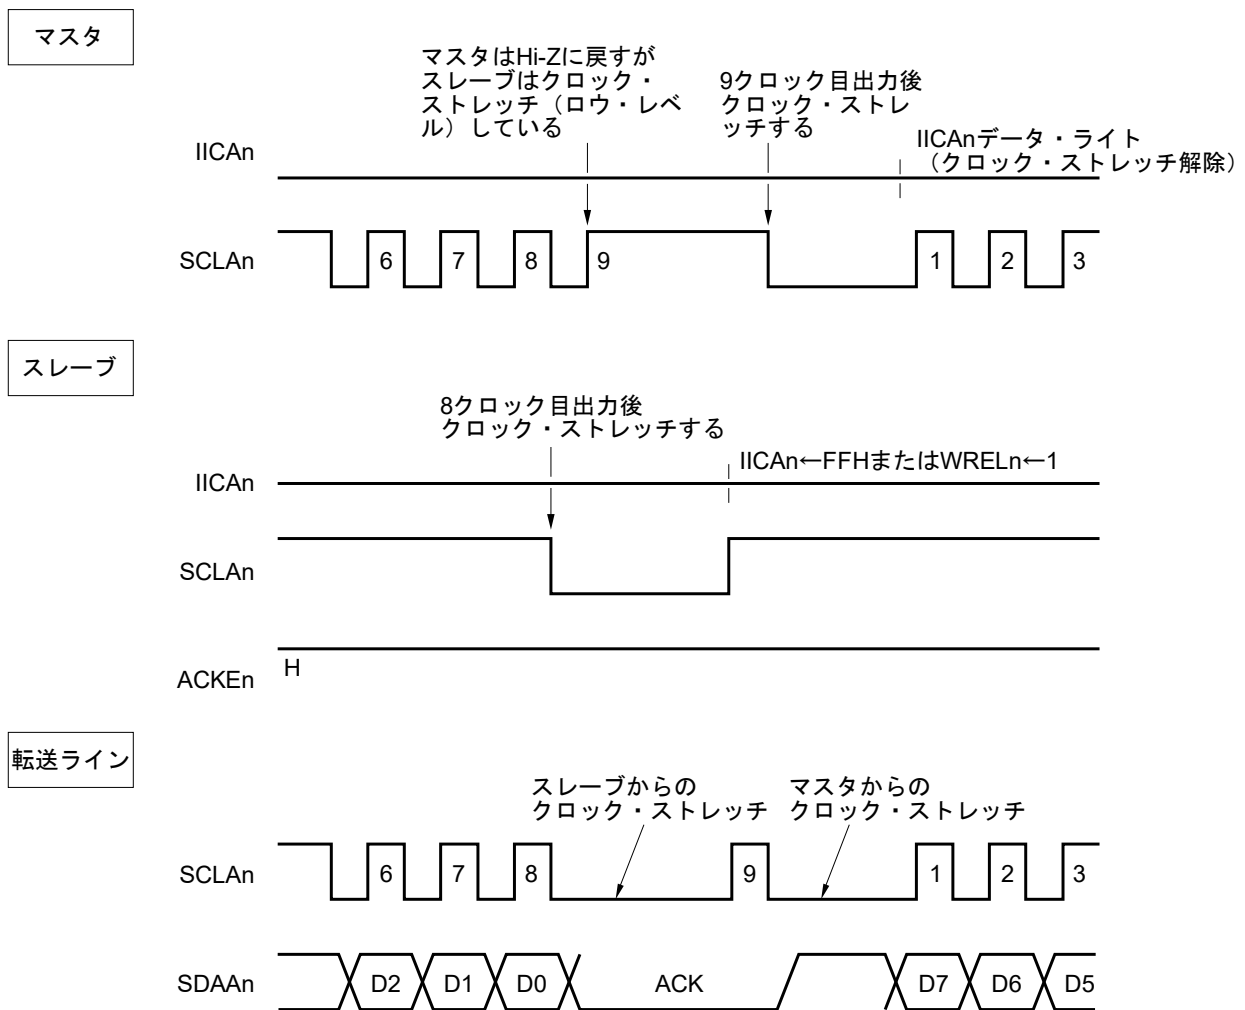 マスタ
マスタはHi-Zに戻すが
スレーブはクロック・
ストレッチ（ロウ・レベ
ル）している
9クロック目出力後
クロック・ストレ
ッチする
IICAnデータ・ライト
（クロック・ストレッチ解除）
IICAn
SCLAn
6 7 8 9 1 2 3
スレーブ
8クロック目出力後
クロック・ストレッチする
IICAn←FFHまたはWRELn←1
IICAn
SCLAn
H
ACKEn
転送ライン
スレーブからの
クロック・ストレッチ
マスタからの
クロック・ストレッチ
SCLAn
6 7 8 9 1 2 3
SDAAn
D2 D1 D0 ACK D7 D6 D5